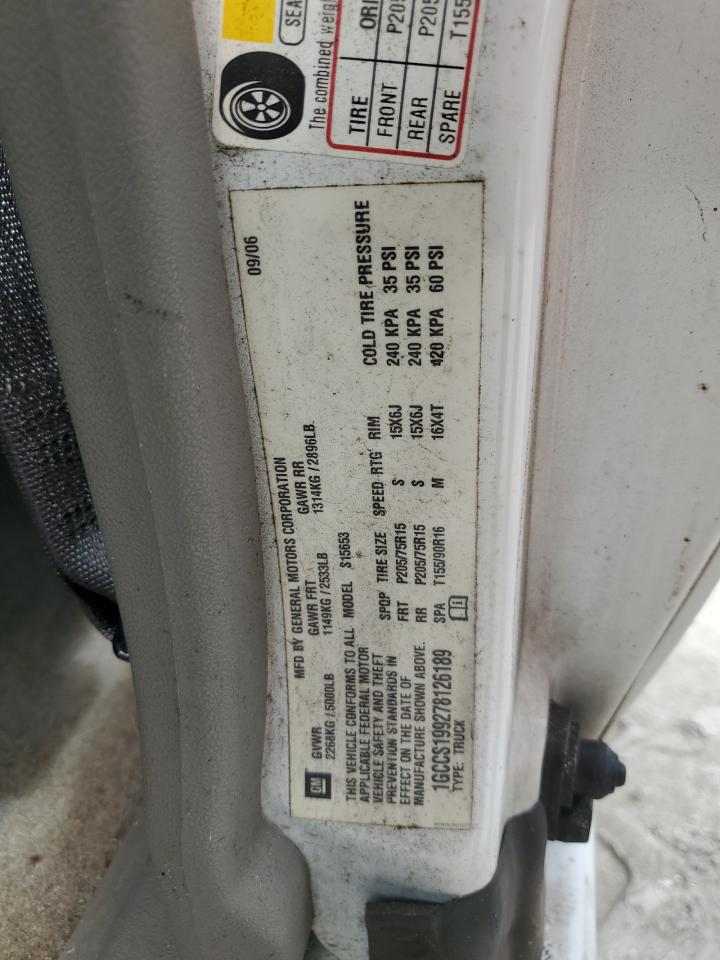 SEA
The combined weig
TIRE ORI
FRONT P205
REAR P205
SPARE T155
09/06
MFD BY GENERAL MOTORS CORPORATION
GM GVWR GAWR FRT GAWR RR
2268KG / 5000LB 1149KG / 2533LB 1314KG / 2896LB.
THIS VEHICLE CONFORMS TO ALL
APPLICABLE FEDERAL MOTOR
VEHICLE SAFETY AND THEFT
PREVENTION STANDARDS IN
EFFECT ON THE DATE OF
MANUFACTURE SHOWN ABOVE.
1GCCS199278126189
TYPE: TRUCK
MODEL S15653
COLD TIRE PRESSURE
SPOP TIRE SIZE SPEED RTG RIM
FRT P205/75R15 S 15X6J 240 KPA 35 PSI
RR P205/75R15 S 15X6J 240 KPA 35 PSI
SPA T155/90R16 M 16X4T 420 KPA 60 PSI